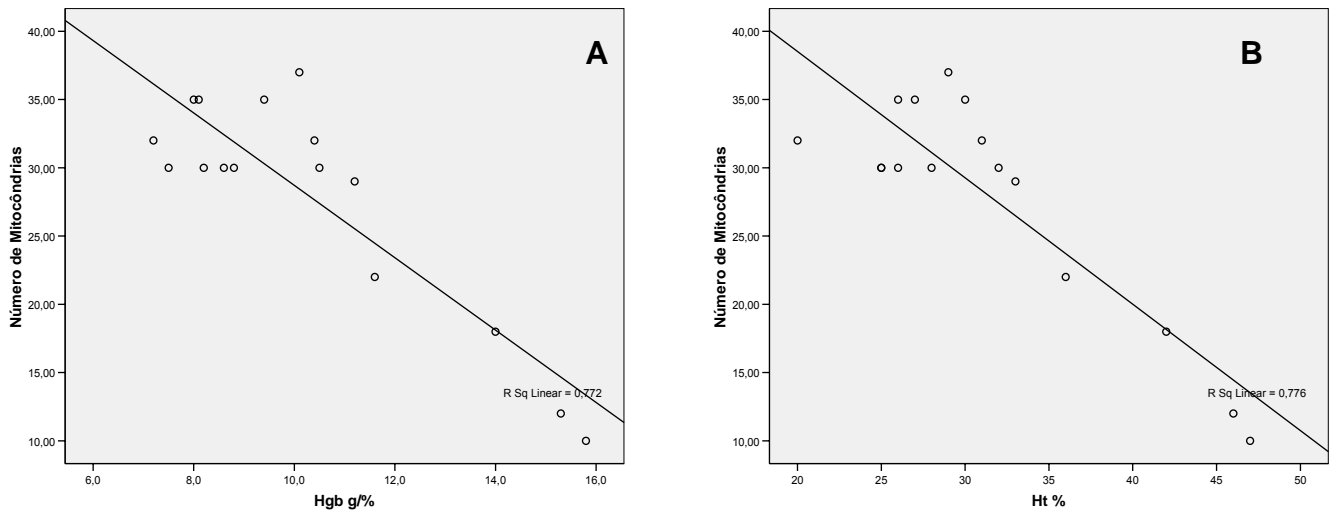 A
Número de Mitocôndrias
40,00
35,00
30,00
25,00
20,00
15,00
10,00
R Sq Linear = 0,772
6,0 8,0 10,0 12,0 14,0 16,0
Hgb g/%
B
Número de Mitocôndrias
40,00
35,00
30,00
25,00
20,00
15,00
10,00
R Sq Linear = 0,776
20 25 30 35 40 45 50
Ht %